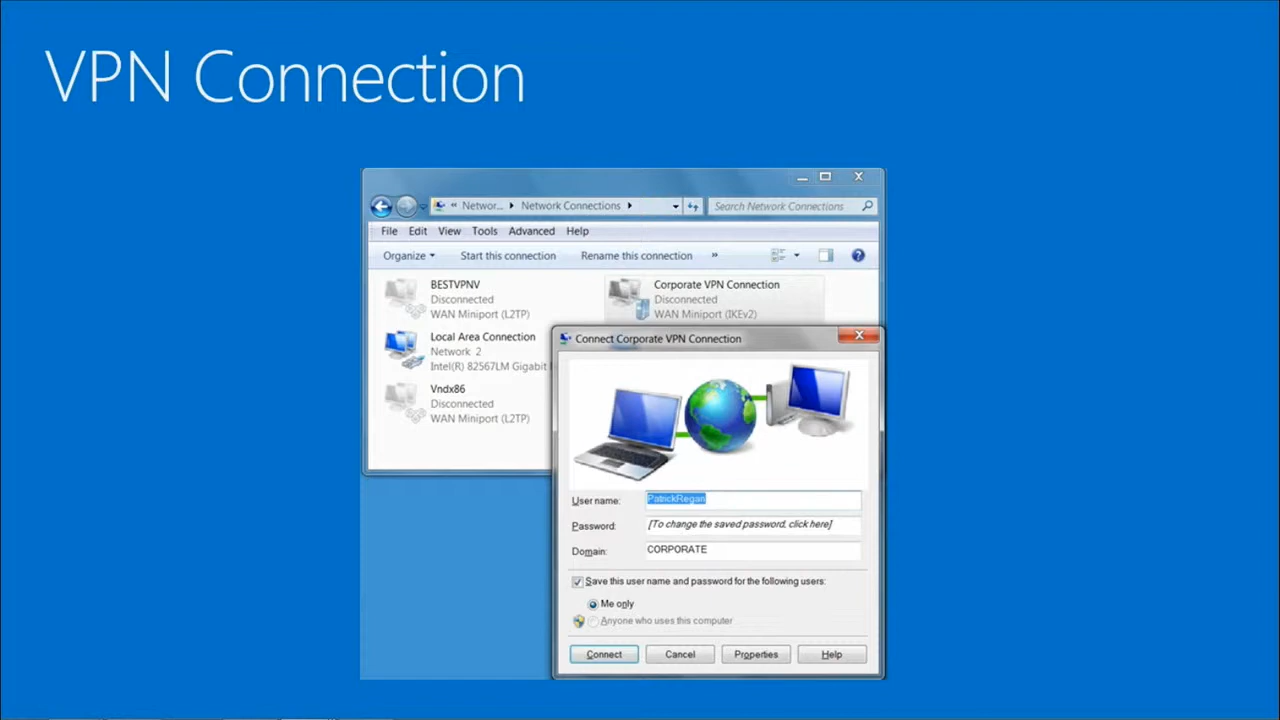 VPN Connection
« Networ... Network Connections
Search Network Connections
File Edit View Tools Advanced Help
Organize Start this connection Rename this connection »
BESTVPNV
Disconnected
WAN Miniport (L2TP)
Corporate VPN Connection
Disconnected
WAN Miniport (IKEv2)
Local Area Connection
Network 2
Intel(R) 82567LM Gigabit
Vndx86
Disconnected
WAN Miniport (L2TP)
Connect Corporate VPN Connection
User name: PatrickRegan
Password: [To change the saved password, click here]
Domain: CORPORATE
Save this user name and password for the following users:
Me only
Anyone who uses this computer
Connect Cancel Properties Help